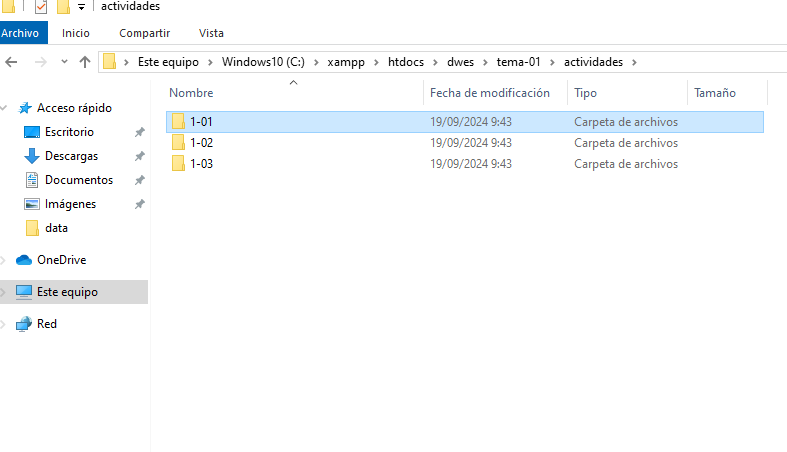 actividades
Archivo Inicio Compartir Vista
Este equipo Windows10 (C:) xampp htdocs dwes tema-01 actividades
Nombre Fecha de modificación Tipo Tamaño
Acceso rápido
Escritorio
Descargas
Documentos
Imágenes
data
OneDrive
Este equipo
Red
1-01 19/09/2024 9:43 Carpeta de archivos
1-02 19/09/2024 9:43 Carpeta de archivos
1-03 19/09/2024 9:43 Carpeta de archivos